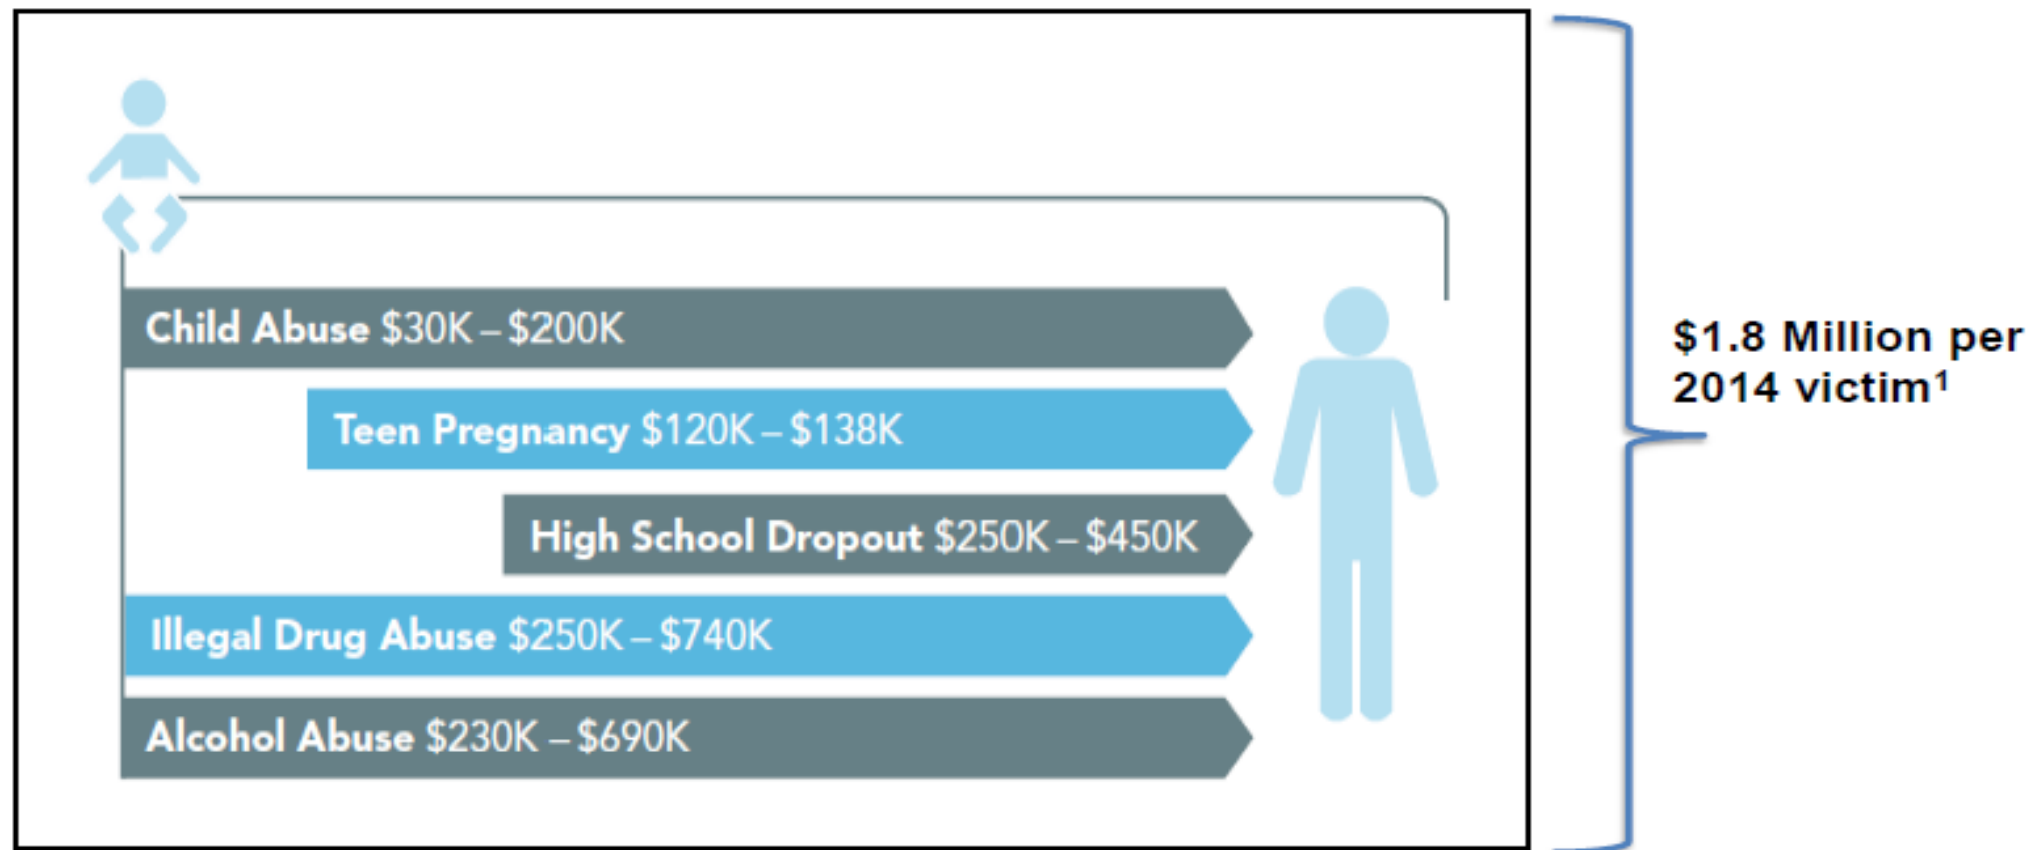 Child Abuse $30K – $200K
Teen Pregnancy $120K – $138K
High School Dropout $250K – $450K
Illegal Drug Abuse $250K – $740K
Alcohol Abuse $230K – $690K
$1.8 Million per
2014 victim¹